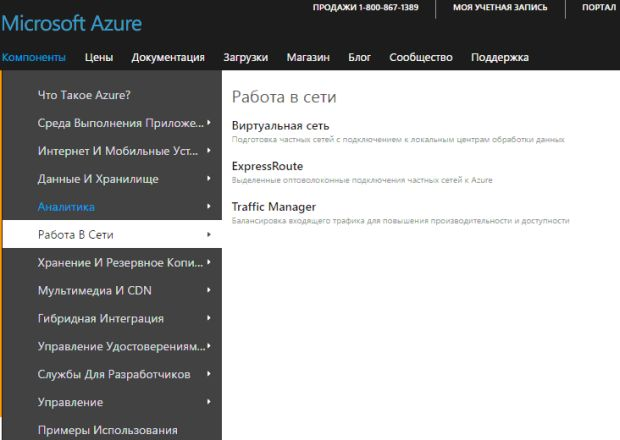 ПРОДАЖИ 1-800-867-1389 МОЯ УЧЕТНАЯ ЗАПИСЬ ПОРТАЛ
Microsoft Azure
Компоненты Цены Документация Загрузки Магазин Блог Сообщество Поддержка
Что Такое Azure?
Среда Выполнения Приложе...
Интернет И Мобильные Уст...
Данные И Хранилище
Аналитика
Работа В Сети
Хранение И Резервное Копи...
Мультимедиа И CDN
Гибридная Интеграция
Управление Удостоверениям...
Службы Для Разработчиков
Управление
Примеры Использования
Работа в сети
Виртуальная сеть
Подготовка частных сетей с подключением к локальным центрам обработки данных
ExpressRoute
Выделенные оптоволоконные подключения частных сетей к Azure
Traffic Manager
Балансировка входящего трафика для повышения производительности и доступности